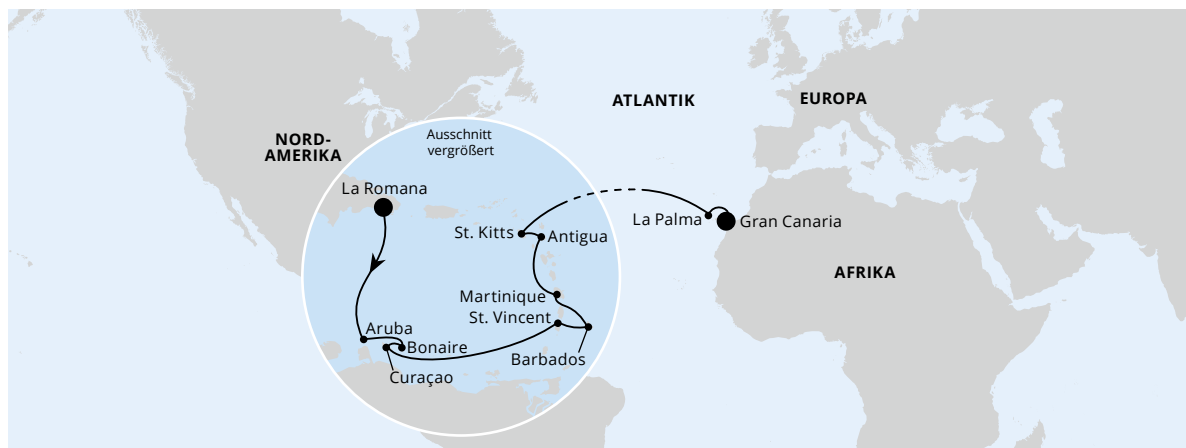 ATLANTIK
EUROPA
NORD-
AMERIKA
Ausschnitt
vergrößert
La Romana
St. Kitts
Antigua
La Palma
Gran Canaria
AFRIKA
Martinique
St. Vincent
Aruba
Bonaire
Barbados
Curaçao